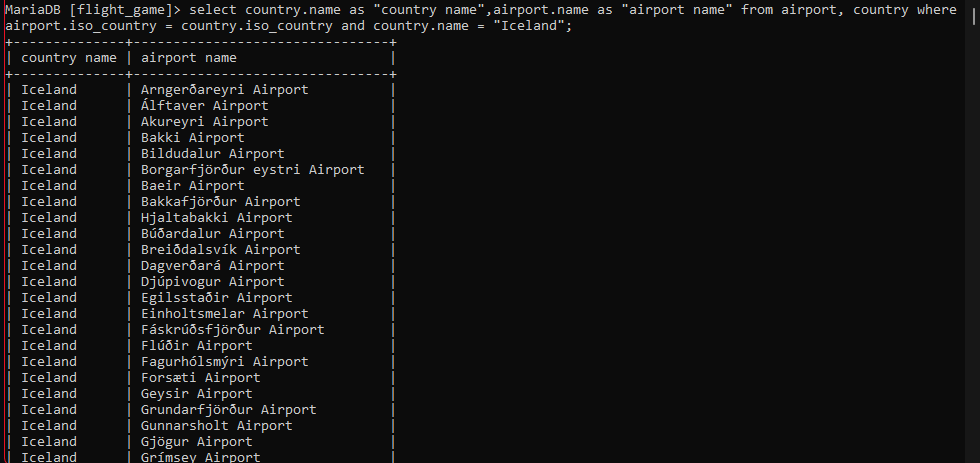 MariaDB [flight_game]> select country.name as "country name",airport.name as "airport name" from airport, country where
airport.iso_country = country.iso_country and country.name = "Iceland";
+--------------+--------------------------------+
| country name | airport name                   |
+--------------+--------------------------------+
| Iceland      | Arngerðareyri Airport          |
| Iceland      | Álftaver Airport               |
| Iceland      | Akureyri Airport               |
| Iceland      | Bakki Airport                  |
| Iceland      | Bildudalur Airport             |
| Iceland      | Borgarfjörður eystri Airport   |
| Iceland      | Baeir Airport                  |
| Iceland      | Bakkafjörður Airport           |
| Iceland      | Hjaltabakki Airport            |
| Iceland      | Búðardalur Airport             |
| Iceland      | Breiðdalsvík Airport           |
| Iceland      | Dagverðará Airport             |
| Iceland      | Djúpivogur Airport             |
| Iceland      | Egilsstaðir Airport            |
| Iceland      | Einholtsmelar Airport          |
| Iceland      | Fáskrúðsfjörður Airport        |
| Iceland      | Flúðir Airport                 |
| Iceland      | Fagurhólsmýri Airport          |
| Iceland      | Forsæti Airport                |
| Iceland      | Geysir Airport                 |
| Iceland      | Grundarfjörður Airport         |
| Iceland      | Gunnarsholt Airport            |
| Iceland      | Gjögur Airport                 |
| Iceland      | Grímsey Airport                |